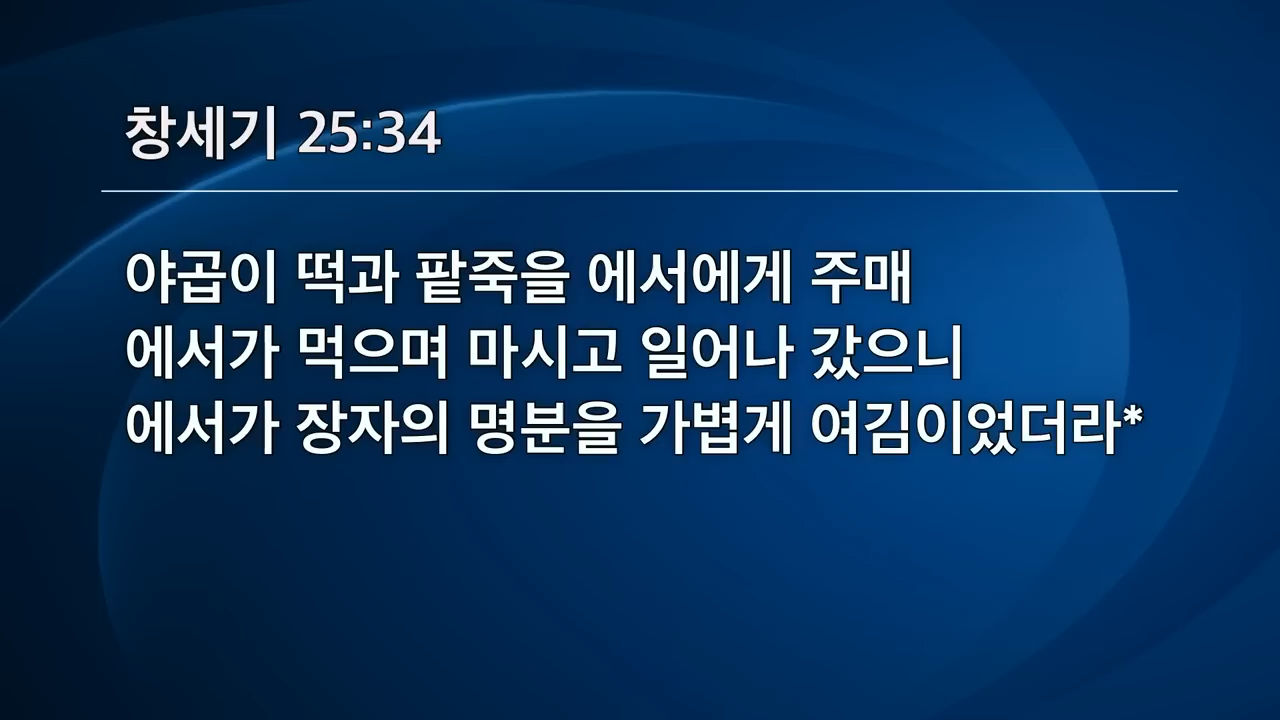 창세기 25:34
야곱이 떡과 팥죽을 에서에게 주매
에서가 먹으며 마시고 일어나 갔으니
에서가 장자의 명분을 가볍게 여김이었더라*